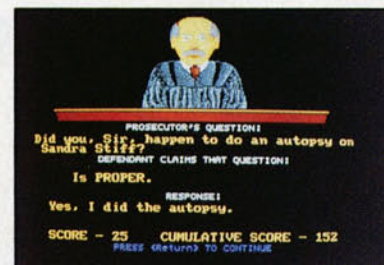 PROSECUTOR'S QUESTION:
Did you, Sir, happen to do an autopsy on
Sandra Stiff?
DEFENDANT CLAIMS THAT QUESTION:
Is PROPER.
RESPONSE:
Yes, I did the autopsy.
SCORE - 25 CUMULATIVE SCORE - 152
PRESS <Return> TO CONTINUE